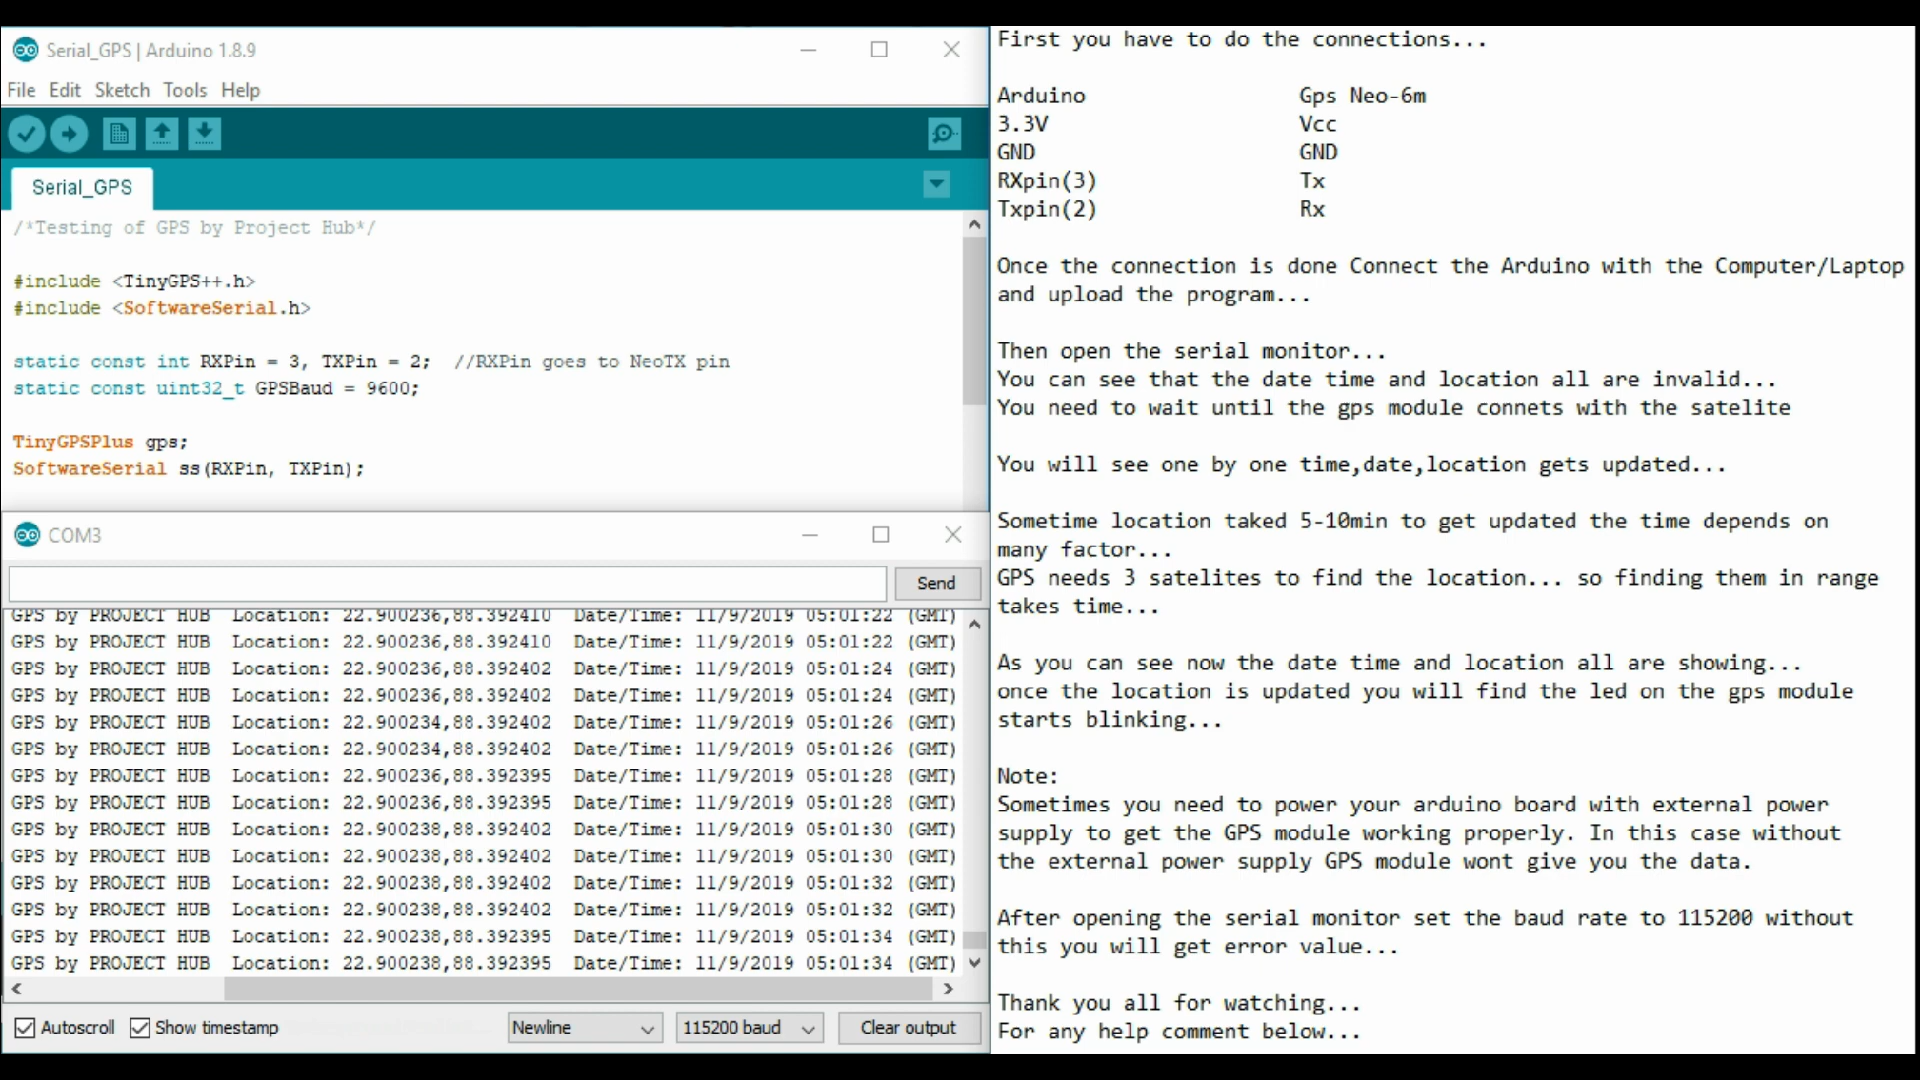 Serial_GPS | Arduino 1.8.9
File Edit Sketch Tools Help
Serial_GPS
/*Testing of GPS by Project Hub*/
#include <TinyGPS++.h>
#include <SoftwareSerial.h>
static const int RXPin = 3, TXPin = 2; //RXPin goes to NeoTX pin
static const uint32_t GPSBaud = 9600;
TinyGPSPlus gps;
SoftwareSerial ss(RXPin, TXPin);
COM3
Send
GPS by PROJECT HUB Location: 22.900236,88.392410 Date/Time: 11/9/2019 05:01:22 (GMT)
GPS by PROJECT HUB Location: 22.900236,88.392410 Date/Time: 11/9/2019 05:01:22 (GMT)
GPS by PROJECT HUB Location: 22.900236,88.392402 Date/Time: 11/9/2019 05:01:24 (GMT)
GPS by PROJECT HUB Location: 22.900236,88.392402 Date/Time: 11/9/2019 05:01:24 (GMT)
GPS by PROJECT HUB Location: 22.900234,88.392402 Date/Time: 11/9/2019 05:01:26 (GMT)
GPS by PROJECT HUB Location: 22.900234,88.392402 Date/Time: 11/9/2019 05:01:26 (GMT)
GPS by PROJECT HUB Location: 22.900236,88.392395 Date/Time: 11/9/2019 05:01:28 (GMT)
GPS by PROJECT HUB Location: 22.900236,88.392395 Date/Time: 11/9/2019 05:01:28 (GMT)
GPS by PROJECT HUB Location: 22.900238,88.392402 Date/Time: 11/9/2019 05:01:30 (GMT)
GPS by PROJECT HUB Location: 22.900238,88.392402 Date/Time: 11/9/2019 05:01:30 (GMT)
GPS by PROJECT HUB Location: 22.900238,88.392402 Date/Time: 11/9/2019 05:01:32 (GMT)
GPS by PROJECT HUB Location: 22.900238,88.392402 Date/Time: 11/9/2019 05:01:32 (GMT)
GPS by PROJECT HUB Location: 22.900238,88.392395 Date/Time: 11/9/2019 05:01:34 (GMT)
GPS by PROJECT HUB Location: 22.900238,88.392395 Date/Time: 11/9/2019 05:01:34 (GMT)
Autoscroll Show timestamp Newline 115200 baud Clear output
First you have to do the connections...
Arduino Gps Neo-6m
3.3V Vcc
GND GND
RXpin(3) Tx
Txpin(2) Rx
Once the connection is done Connect the Arduino with the Computer/Laptop
and upload the program...
Then open the serial monitor...
You can see that the date time and location all are invalid...
You need to wait until the gps module connets with the satelite
You will see one by one time,date,location gets updated...
Sometime location taked 5-10min to get updated the time depends on
many factor...
GPS needs 3 satelites to find the location... so finding them in range
takes time...
As you can see now the date time and location all are showing...
once the location is updated you will find the led on the gps module
starts blinking...
Note:
Sometimes you need to power your arduino board with external power
supply to get the GPS module working properly. In this case without
the external power supply GPS module wont give you the data.
After opening the serial monitor set the baud rate to 115200 without
this you will get error value...
Thank you all for watching...
For any help comment below...